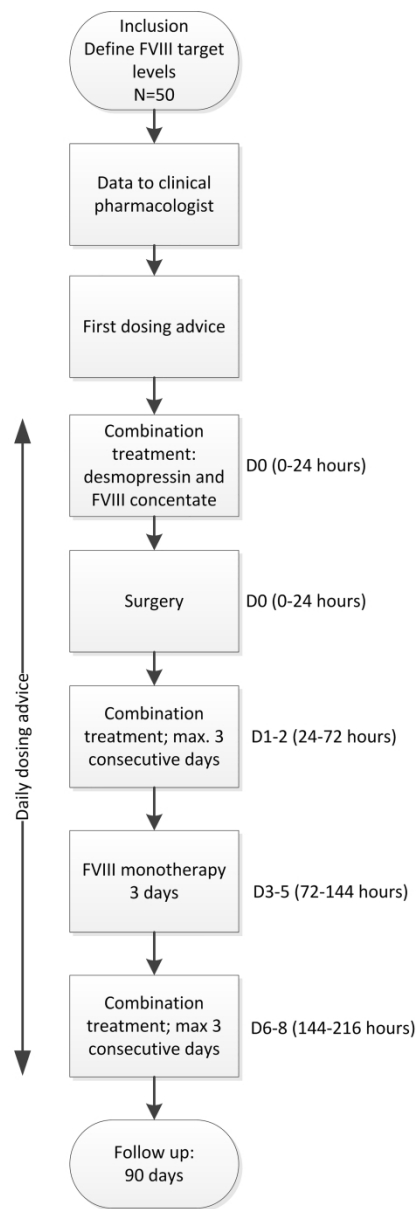 Inclusion
Define FVIII target
levels
N=50
Data to clinical
pharmacologist
First dosing advice
Daily dosing advice
Combination
treatment:
desmopressin and
FVIII concentate
D0 (0-24 hours)
Surgery
D0 (0-24 hours)
Combination
treatment; max. 3
consecutive days
D1-2 (24-72 hours)
FVIII monotherapy
3 days
D3-5 (72-144 hours)
Combination
treatment; max 3
consecutive days
D6-8 (144-216 hours)
Follow up:
90 days